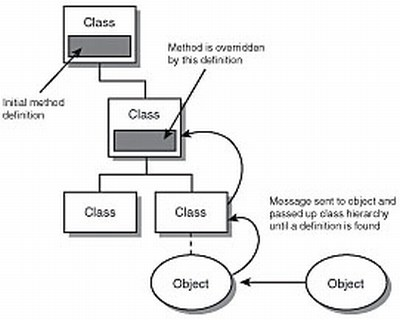 Class
Method is overridden
by this definition
Initial method
definition
Class
Class
Class
Message sent to object and
passed up class hierarchy
until a definition is found
Object
Object